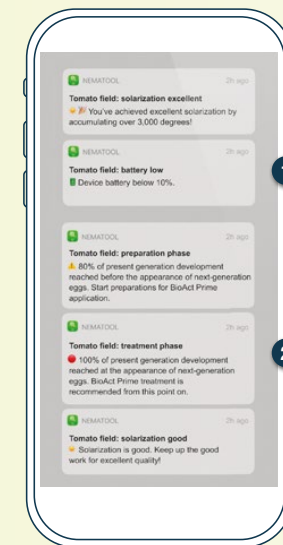 NEMATOOL 2h ago
Tomato field: solarization excellent
You've achieved excellent solarization by
accumulating over 3,000 degrees!
NEMATOOL 2h ago
Tomato field: battery low
Device battery below 10%.
1
NEMATOOL 2h ago
Tomato field: preparation phase
80% of present generation development
reached before the appearance of next-generation
eggs. Start preparations for BioAct Prime
application.
NEMATOOL 2h ago
Tomato field: treatment phase
100% of present generation development
reached at the appearance of next-generation
eggs. BioAct Prime treatment is
recommended from this point on.
2
NEMATOOL 2h ago
Tomato field: solarization good
Solarization is good. Keep up the good
work for excellent quality!